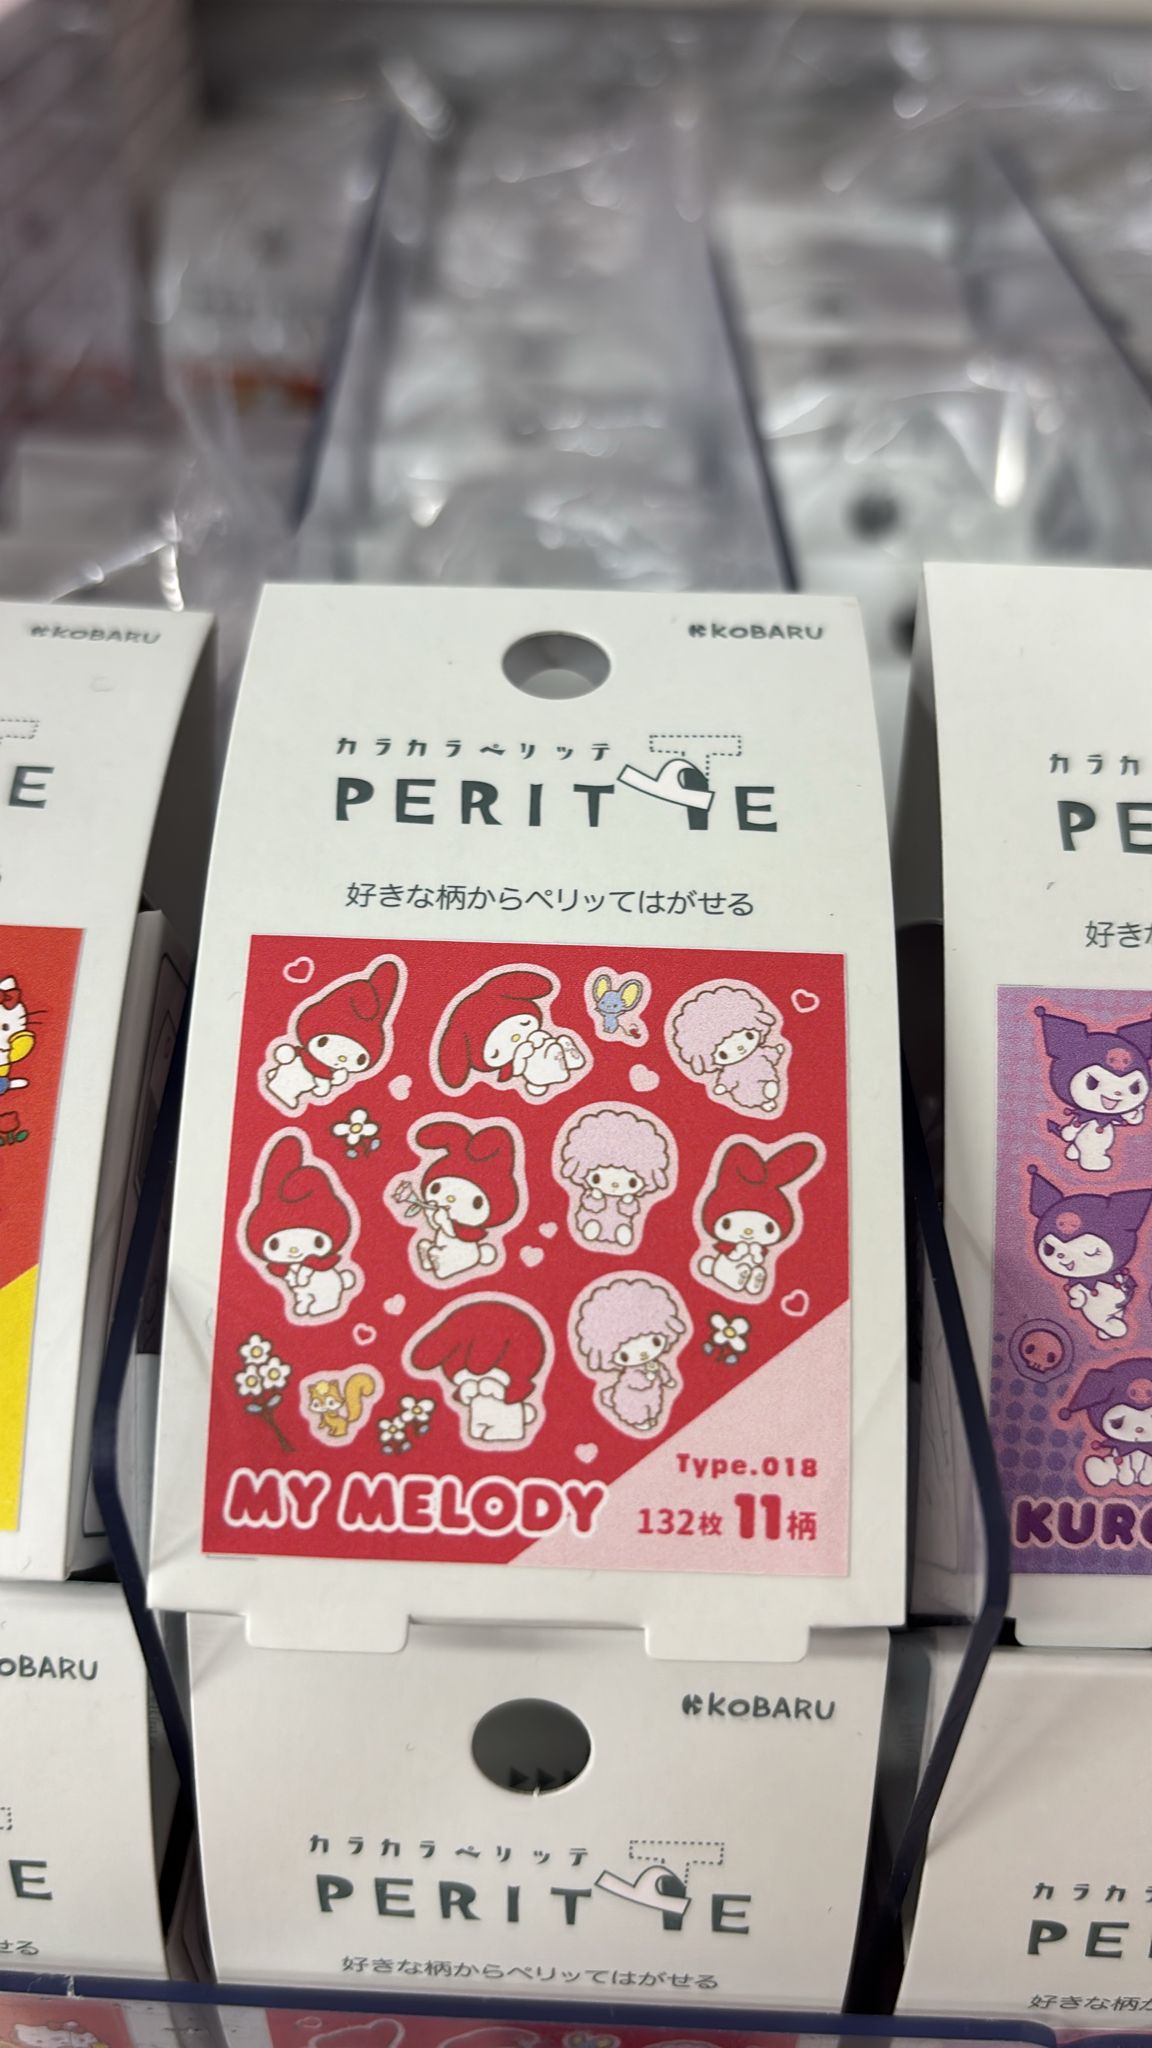 KOBARU
カラカラペリッテ
PERITTE
好きな柄からペリッてはがせる
MY MELODY
Type.018
132枚 11柄
KOBARU
カラカラペリッテ
PERITTE
好きな柄からペリッてはがせる
KOBARU
E
OBARU
E
せる
カラカ
PE
好き
KURO
カラカラ
PE
好きな柄か